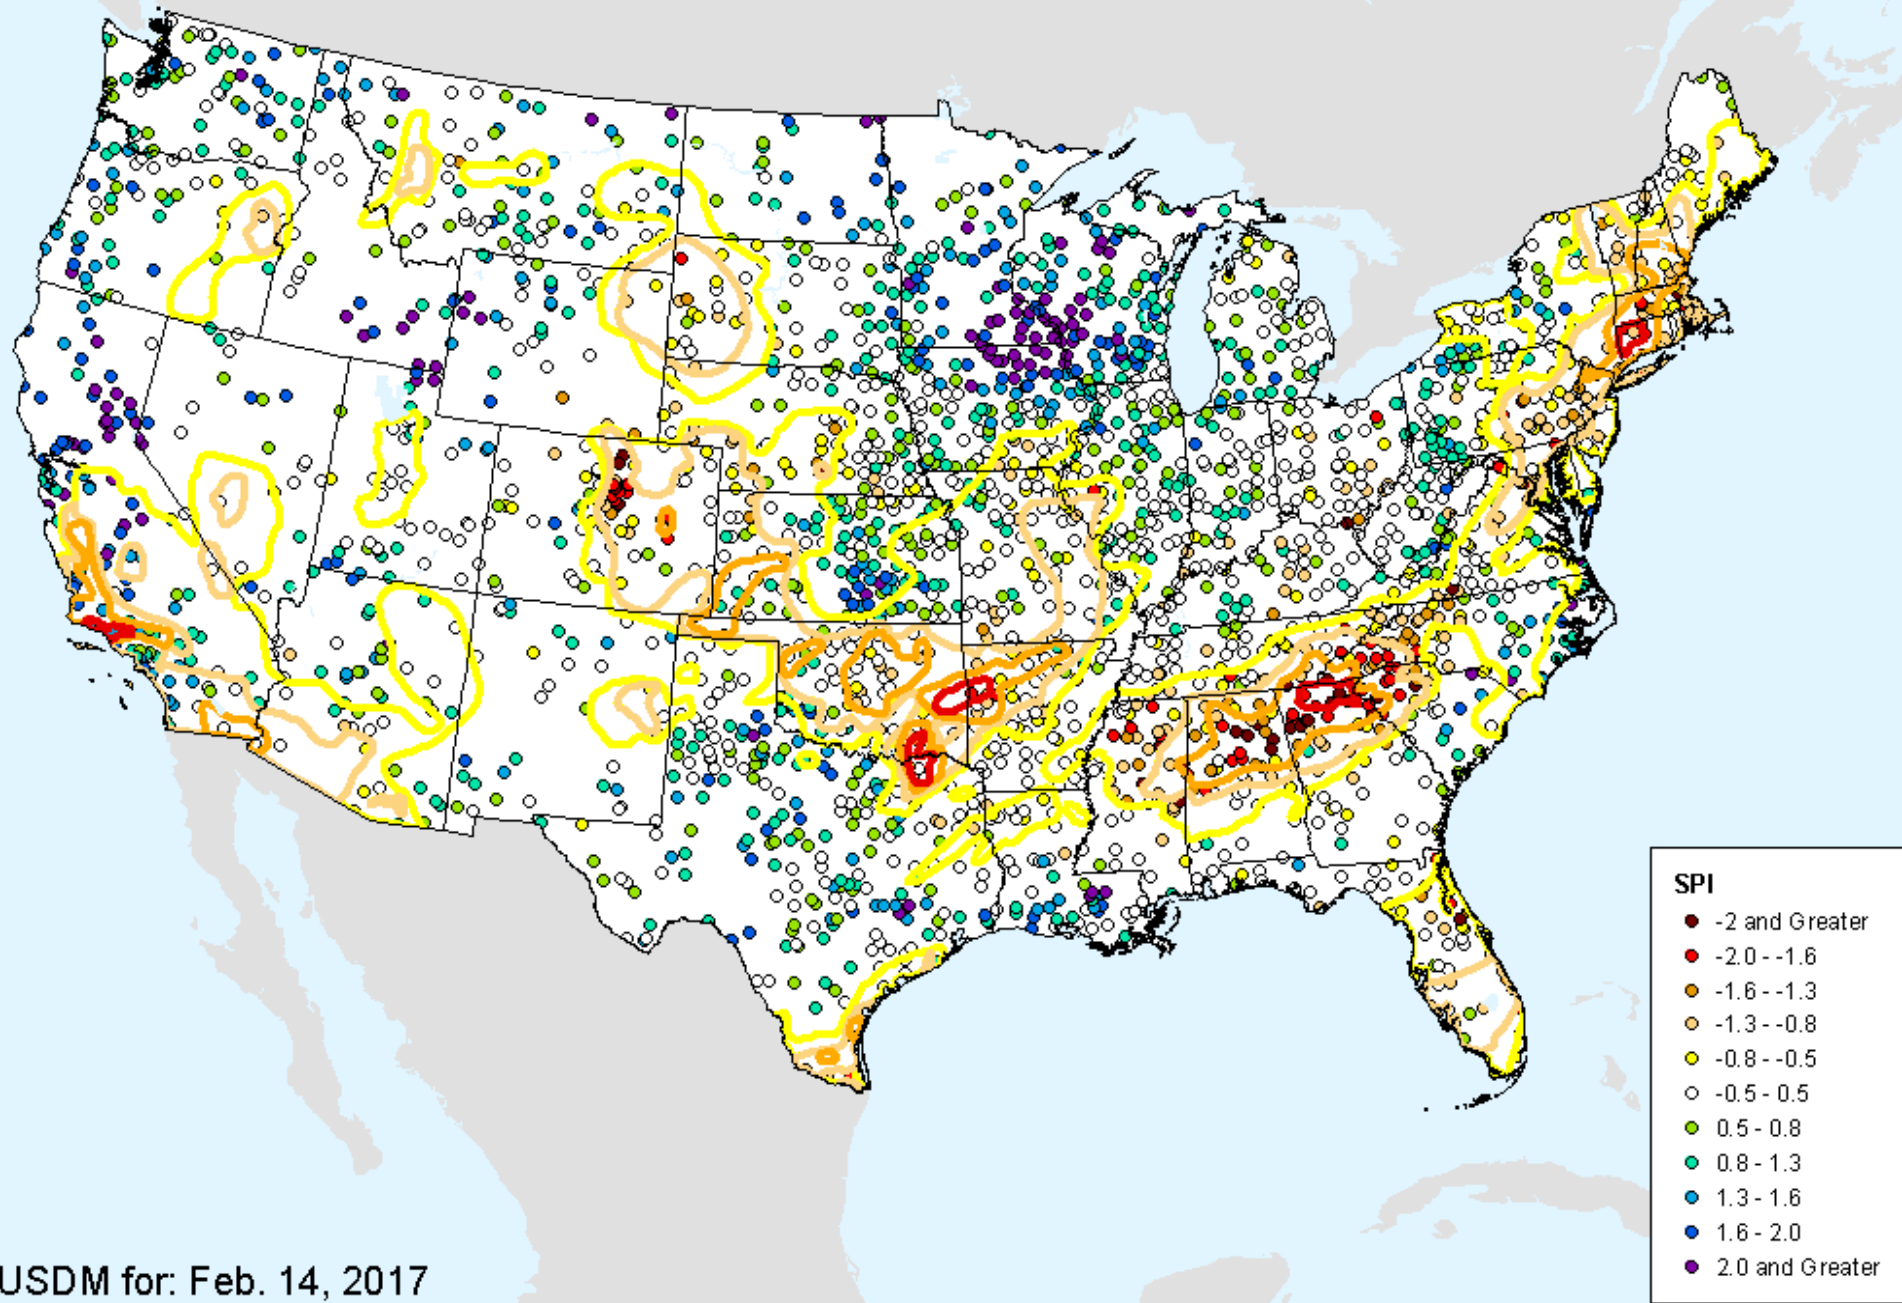 SPI
-2 and Greater
-2.0 - -1.6
-1.6 - -1.3
-1.3 - -0.8
-0.8 - -0.5
-0.5 - 0.5
0.5 - 0.8
0.8 - 1.3
1.3 - 1.6
1.6 - 2.0
2.0 and Greater
USDM for: Feb. 14, 2017